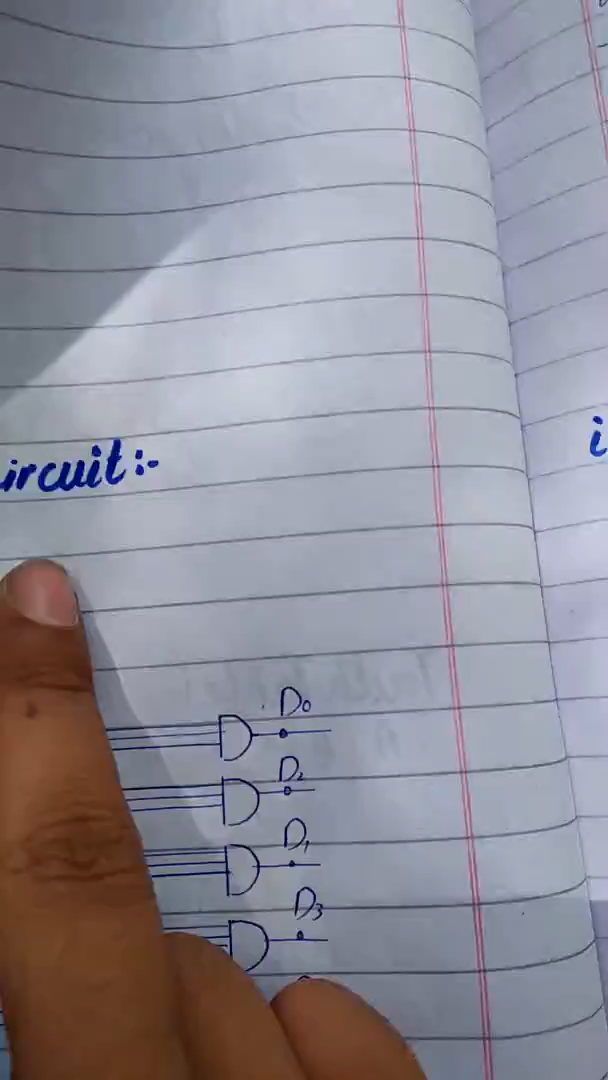 ircuit:-
i
D₀
D₂
D₁
D₃